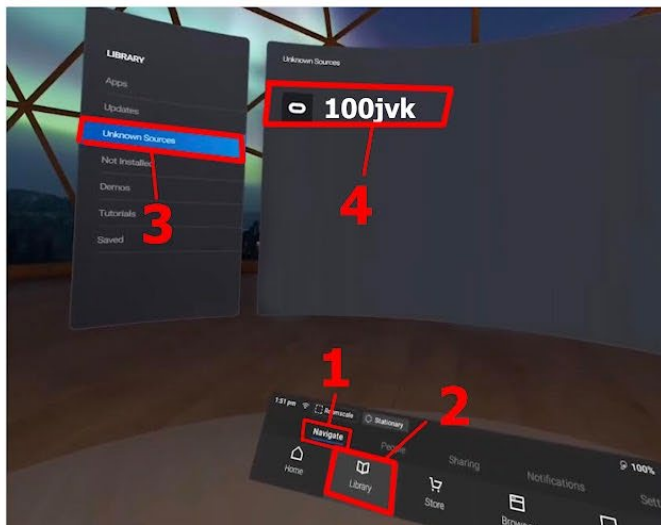 LIBRARY
Apps
Updates
Unknown Sources
Not Installed
Demos
Tutorials
Saved
3
Unknown Sources
100jvk
4
1
2
1:51 pm
Roomscale
Stationary
100%
Navigate
People
Sharing
Notifications
Home
Library
Store